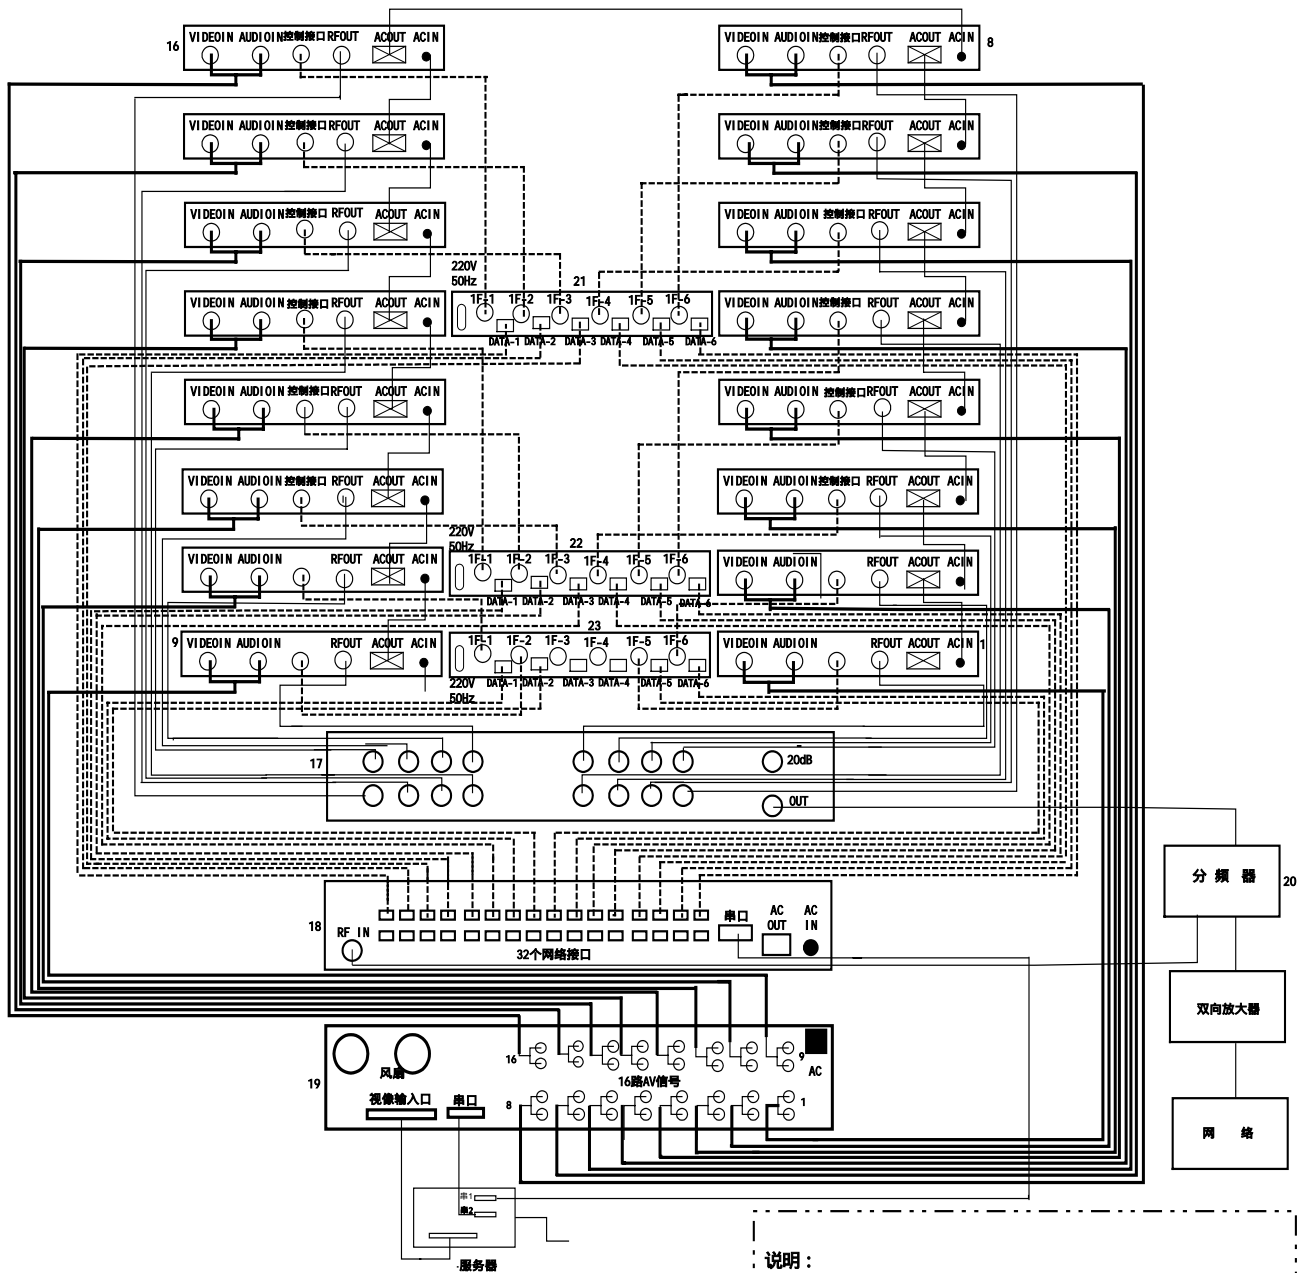 16 VIDEOIN AUDIOIN 控制接口 RFOUT ACOUT ACIN
VIDEOIN AUDIOIN 控制接口 RFOUT ACOUT ACIN 8
VIDEOIN AUDIOIN 控制接口 RFOUT ACOUT ACIN
VIDEOIN AUDIOIN 控制接口 RFOUT ACOUT ACIN
VIDEOIN AUDIOIN 控制接口 RFOUT ACOUT ACIN
VIDEOIN AUDIOIN 控制接口 RFOUT ACOUT ACIN
VIDEOIN AUDIOIN 控制接口 RFOUT ACOUT ACIN
220V
50Hz
21
1F-1 1F-2 1F-3 1F-4 1F-5 1F-6
DATA-1 DATA-2 DATA-3 DATA-4 DATA-5 DATA-6
VIDEOIN AUDIOIN 控制接口 RFOUT ACOUT ACIN
VIDEOIN AUDIOIN 控制接口 RFOUT ACOUT ACIN
VIDEOIN AUDIOIN 控制接口 RFOUT ACOUT ACIN
VIDEOIN AUDIOIN 控制接口 RFOUT ACOUT ACIN
VIDEOIN AUDIOIN 控制接口 RFOUT ACOUT ACIN
VIDEOIN AUDIOIN RFOUT ACOUT ACIN
220V
50Hz
22
1F-1 1F-2 1F-3 1F-4 1F-5 1F-6
DATA-1 DATA-2 DATA-3 DATA-4 DATA-5 DATA-6
VIDEOIN AUDIOIN RFOUT ACOUT ACIN
9 VIDEOIN AUDIOIN RFOUT ACOUT ACIN
23
1F-1 1F-2 1F-3 1F-4 1F-5 1F-6
DATA-1 DATA-2 DATA-3 DATA-4 DATA-5 DATA-6
220V
50Hz
VIDEOIN AUDIOIN RFOUT ACOUT ACIN 1
17
20dB
OUT
分 频 器
20
18
RF IN
32个网络接口
串口
AC
OUT
AC
IN
双向放大器
19
风扇
视像输入口
串口
16
9
16路AV信号
AC
8
1
网 络
串1
串2
服务器
说明：